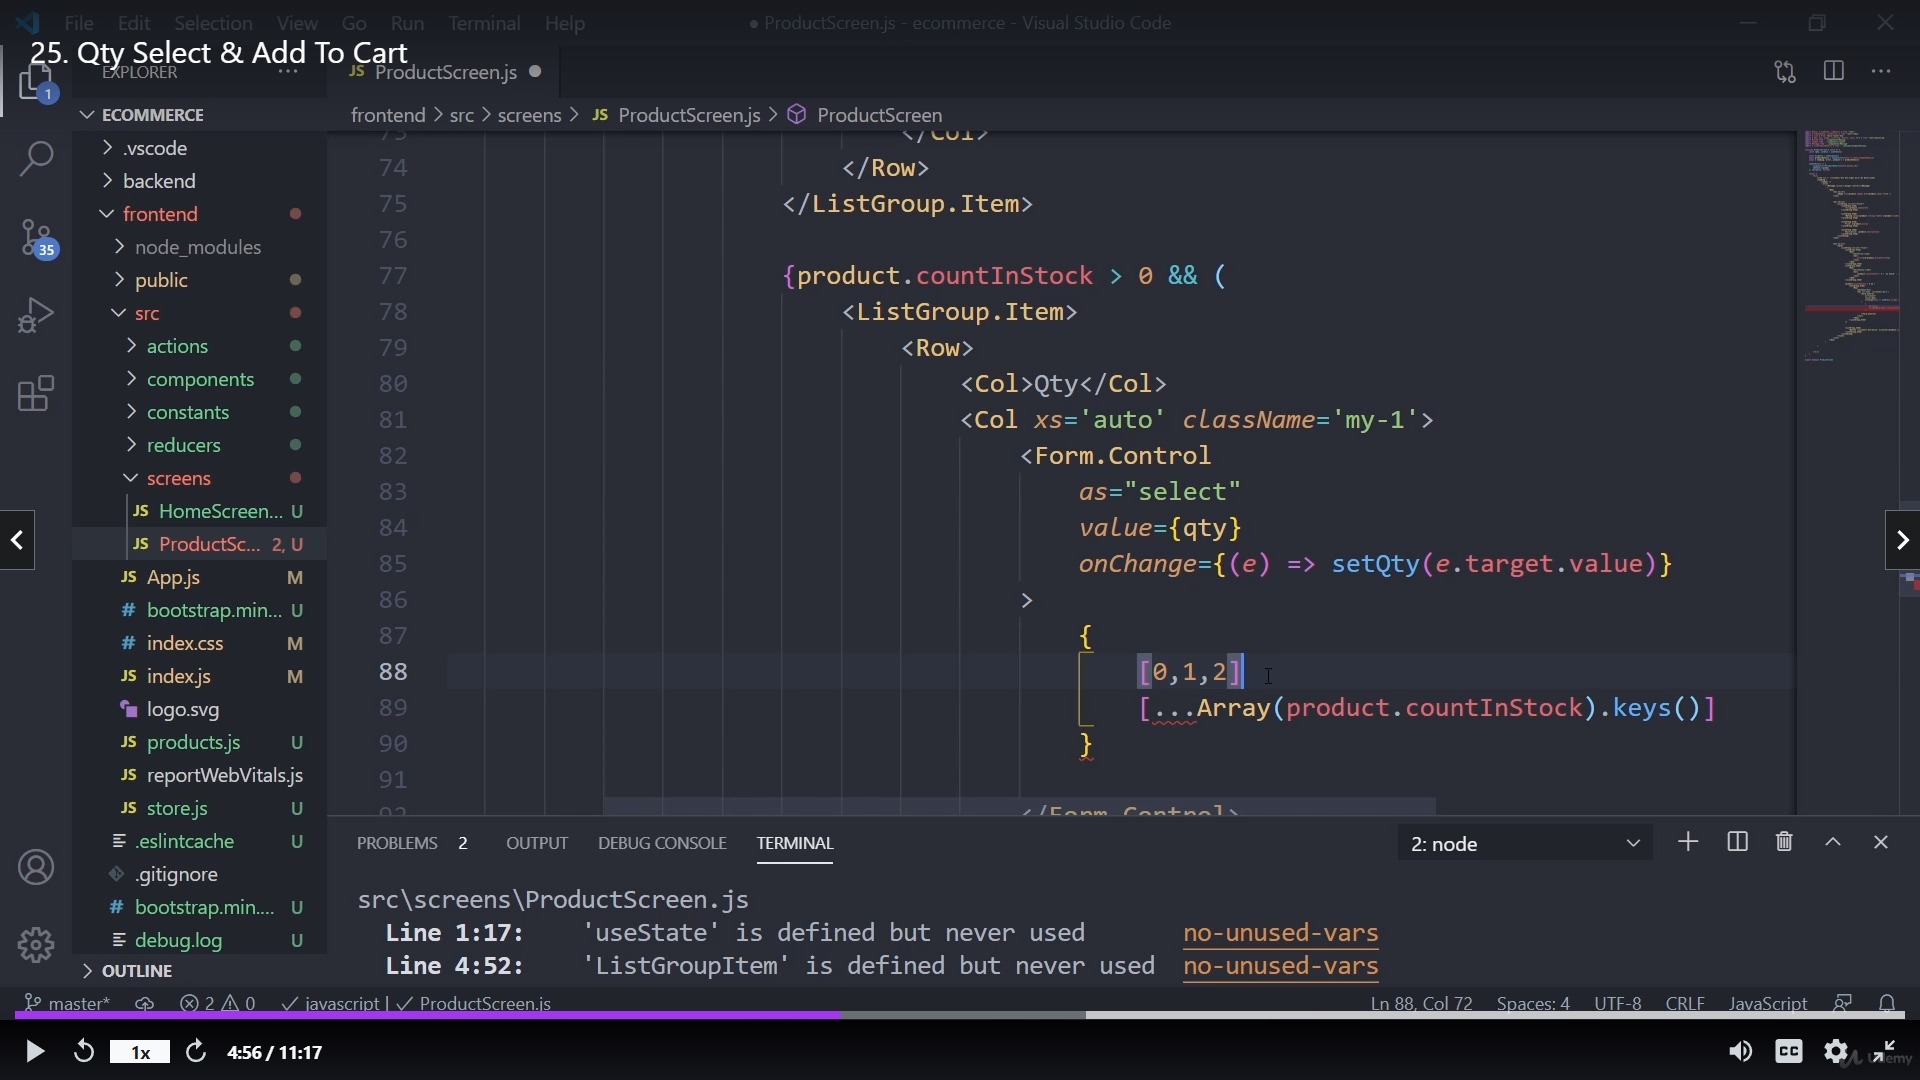 File Edit Selection View Go Run Terminal Help
● ProductScreen.js - ecommerce - Visual Studio Code
25. Qty Select & Add To Cart
EXPLORER
JS ProductScreen.js
1
ECOMMERCE
frontend > src > screens > JS ProductScreen.js > ProductScreen
.vscode
backend
frontend
node_modules
public
35
src
actions
components
constants
reducers
screens
JS HomeScreen... U
JS ProductSc... 2, U
JS App.js M
# bootstrap.min... U
# index.css M
JS index.js M
logo.svg
JS products.js U
JS reportWebVitals.js
JS store.js U
.eslintcache U
.gitignore
# bootstrap.min.... U
debug.log U
OUTLINE
73 </Col>
74 </Row>
75 </ListGroup.Item>
76
77 {product.countInStock > 0 && (
78 <ListGroup.Item>
79 <Row>
80 <Col>Qty</Col>
81 <Col xs='auto' className='my-1'>
82 <Form.Control
83 as="select"
84 value={qty}
85 onChange={(e) => setQty(e.target.value)}
86 >
87 {
88 [0,1,2]
89 [...Array(product.countInStock).keys()]
90 }
91
92 </Form.Control>
PROBLEMS 2 OUTPUT DEBUG CONSOLE TERMINAL
2: node
src\screens\ProductScreen.js
Line 1:17: 'useState' is defined but never used no-unused-vars
Line 4:52: 'ListGroupItem' is defined but never used no-unused-vars
master* 2 0 javascript | ProductScreen.js
Ln 88, Col 72 Spaces: 4 UTF-8 CRLF JavaScript
1x 4:56 / 11:17
CC
Udemy